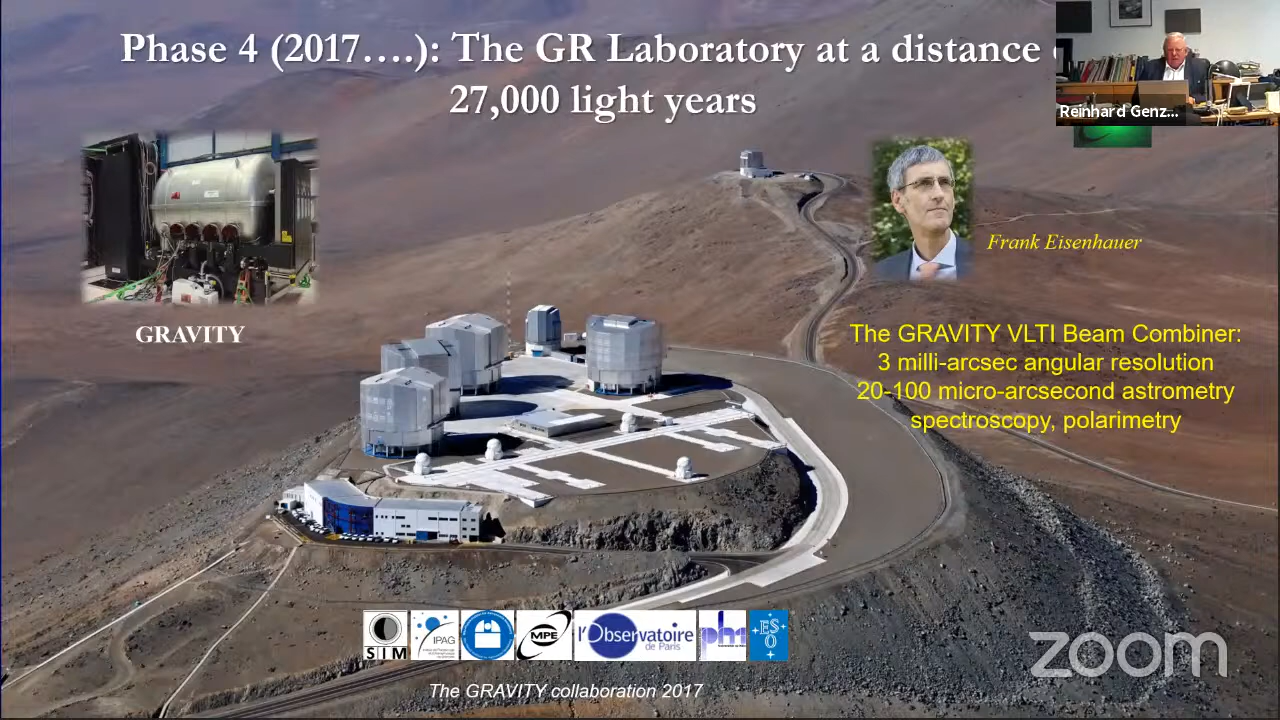 Phase 4 (2017….): The GR Laboratory at a distance
27,000 light years
Reinhard Genz...
Frank Eisenhauer
GRAVITY
The GRAVITY VLTI Beam Combiner:
3 milli-arcsec angular resolution
20-100 micro-arcsecond astrometry
spectroscopy, polarimetry
SIM
IPAG
MPE
l'Observatoire
de Paris
ph1
ESO
zoom
The GRAVITY collaboration 2017